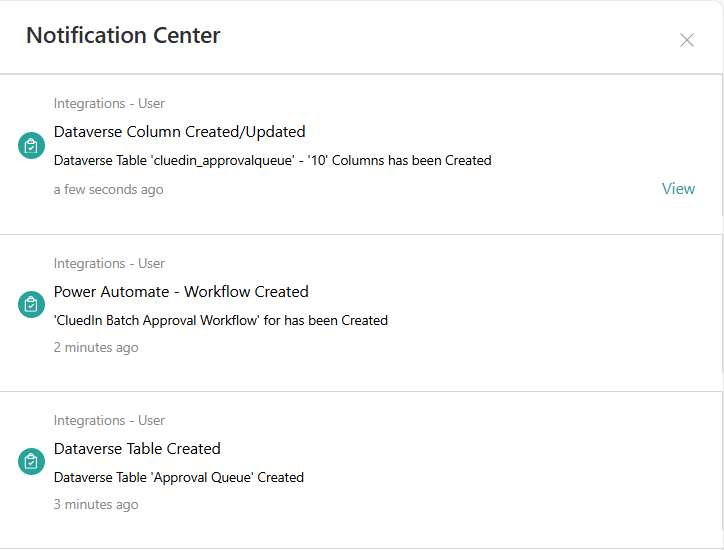 Notification Center
Integrations - User
Dataverse Column Created/Updated
Dataverse Table 'cluedin_approvalqueue' - '10' Columns has been Created
a few seconds ago
View
Integrations - User
Power Automate - Workflow Created
'CluedIn Batch Approval Workflow' for has been Created
2 minutes ago
Integrations - User
Dataverse Table Created
Dataverse Table 'Approval Queue' Created
3 minutes ago